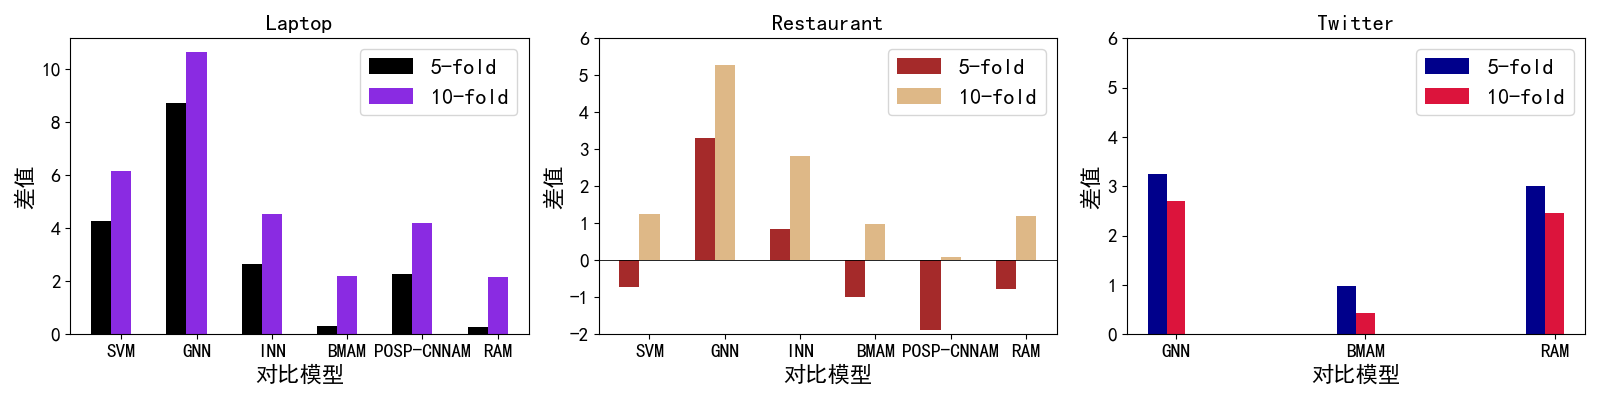 Laptop
10
8
6
4
2
0
差值
5-fold
10-fold
SVM GNN INN BMAM POSP-CNNAM RAM
对比模型
Restaurant
6
5
4
3
2
1
0
−1
−2
差值
5-fold
10-fold
SVM GNN INN BMAM POSP-CNNAM RAM
对比模型
Twitter
6
5
4
3
2
1
0
差值
5-fold
10-fold
GNN BMAM RAM
对比模型